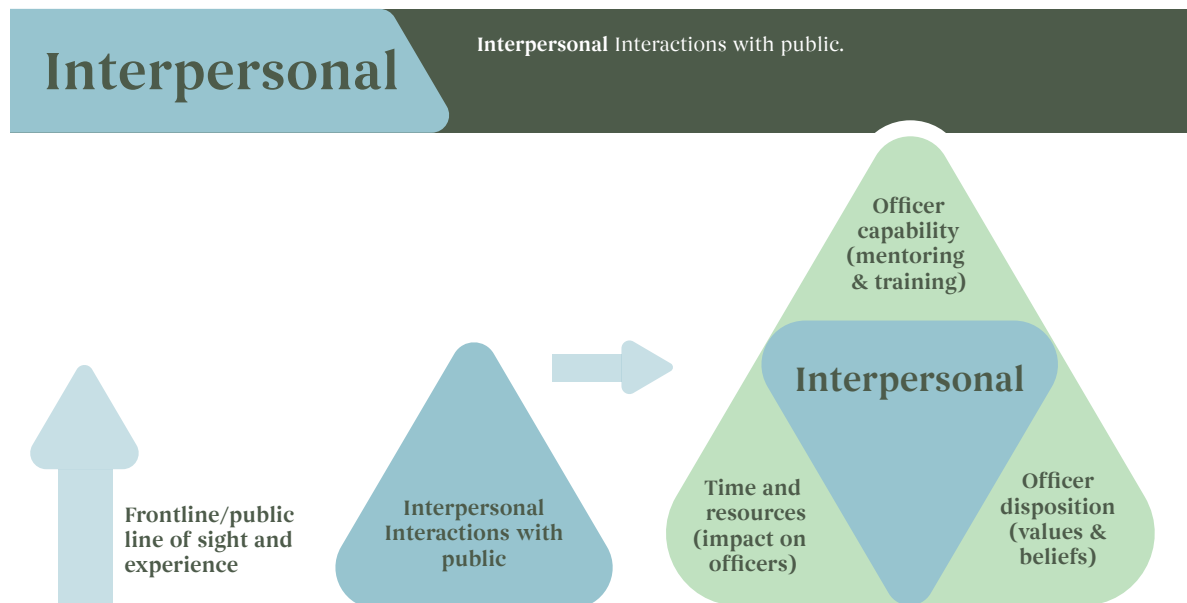 Interpersonal
Interpersonal Interactions with public.
Officer
capability
(mentoring
& training)
Interpersonal
Frontline/public
line of sight and
experience
Interpersonal
Interactions with
public
Time and
resources
(impact on
officers)
Officer
disposition
(values &
beliefs)